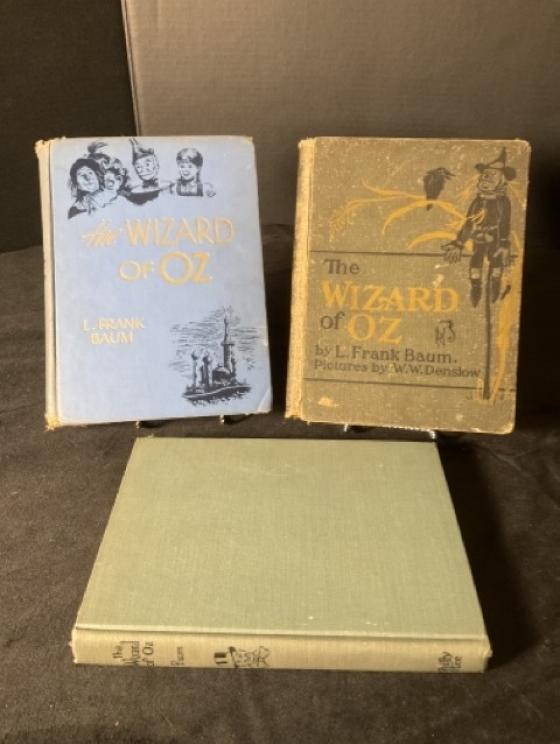 The WIZARD
OF OZ
L. FRANK
BAUM
The
WIZARD
of OZ
by L. Frank Baum.
Pictures by W.W. Denslow
The
Wizard
of Oz
Baum